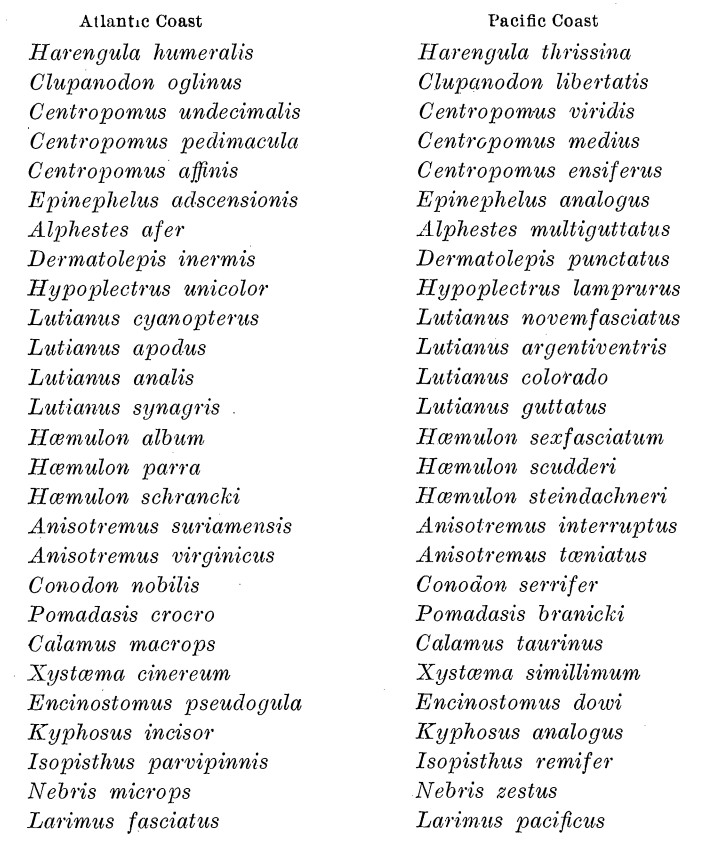 Atlantic Coast Pacific Coast
Harengula humeralis Harengula thrissina
Clupanodon oglinus Clupanodon libertatis
Centropomus undecimalis Centropomus viridis
Centropomus pedimacula Centropomus medius
Centropomus affinis Centropomus ensiferus
Epinephelus adscensionis Epinephelus analogus
Alphestes afer Alphestes multiguttatus
Dermatolepis inermis Dermatolepis punctatus
Hypoplectrus unicolor Hypoplectrus lamprurus
Lutianus cyanopterus Lutianus novemfasciatus
Lutianus apodus Lutianus argentiventris
Lutianus analis Lutianus colorado
Lutianus synagris Lutianus guttatus
Hæmulon album Hæmulon sexfasciatum
Hæmulon parra Hæmulon scudderi
Hæmulon schrancki Hæmulon steindachneri
Anisotremus suriamensis Anisotremus interruptus
Anisotremus virginicus Anisotremus tæniatus
Conodon nobilis Conodon serrifer
Pomadasis crocro Pomadasis branicki
Calamus macrops Calamus taurinus
Xystæma cinereum Xystæma simillimum
Encinostomus pseudogula Encinostomus dowi
Kyphosus incisor Kyphosus analogus
Isopisthus parvipinnis Isopisthus remifer
Nebris microps Nebris zestus
Larimus fasciatus Larimus pacificus